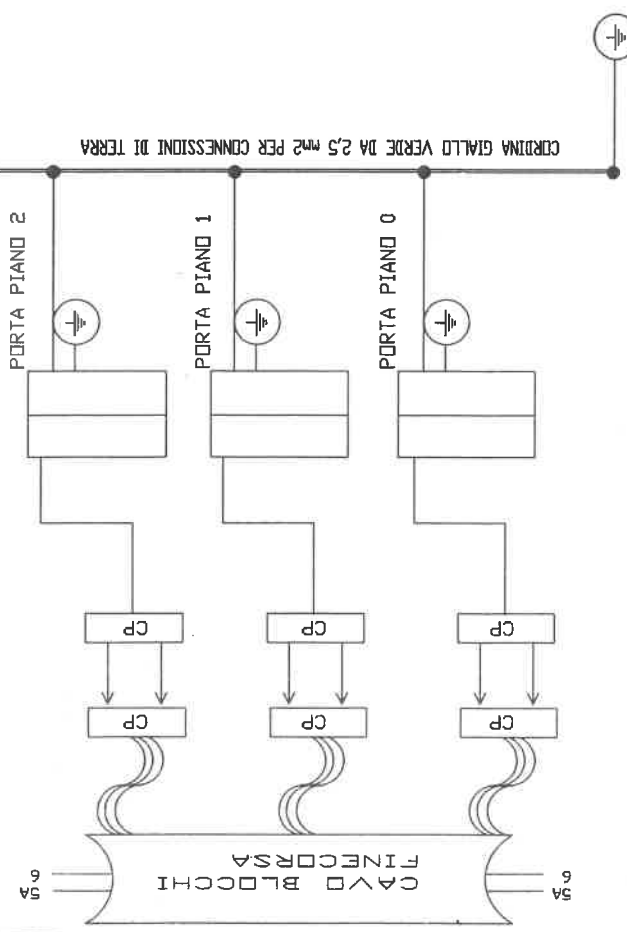 CORDINA GIALLO VERDE DA 2,5 mm2 PER CONNESSIONI DI TERRA
PORTA PIANO 2
PORTA PIANO 1
PORTA PIANO 0
CP
CP
CP
CP
CP
CP
CAVO BLOCCHI
FINECORSA
5A
6
5A
6